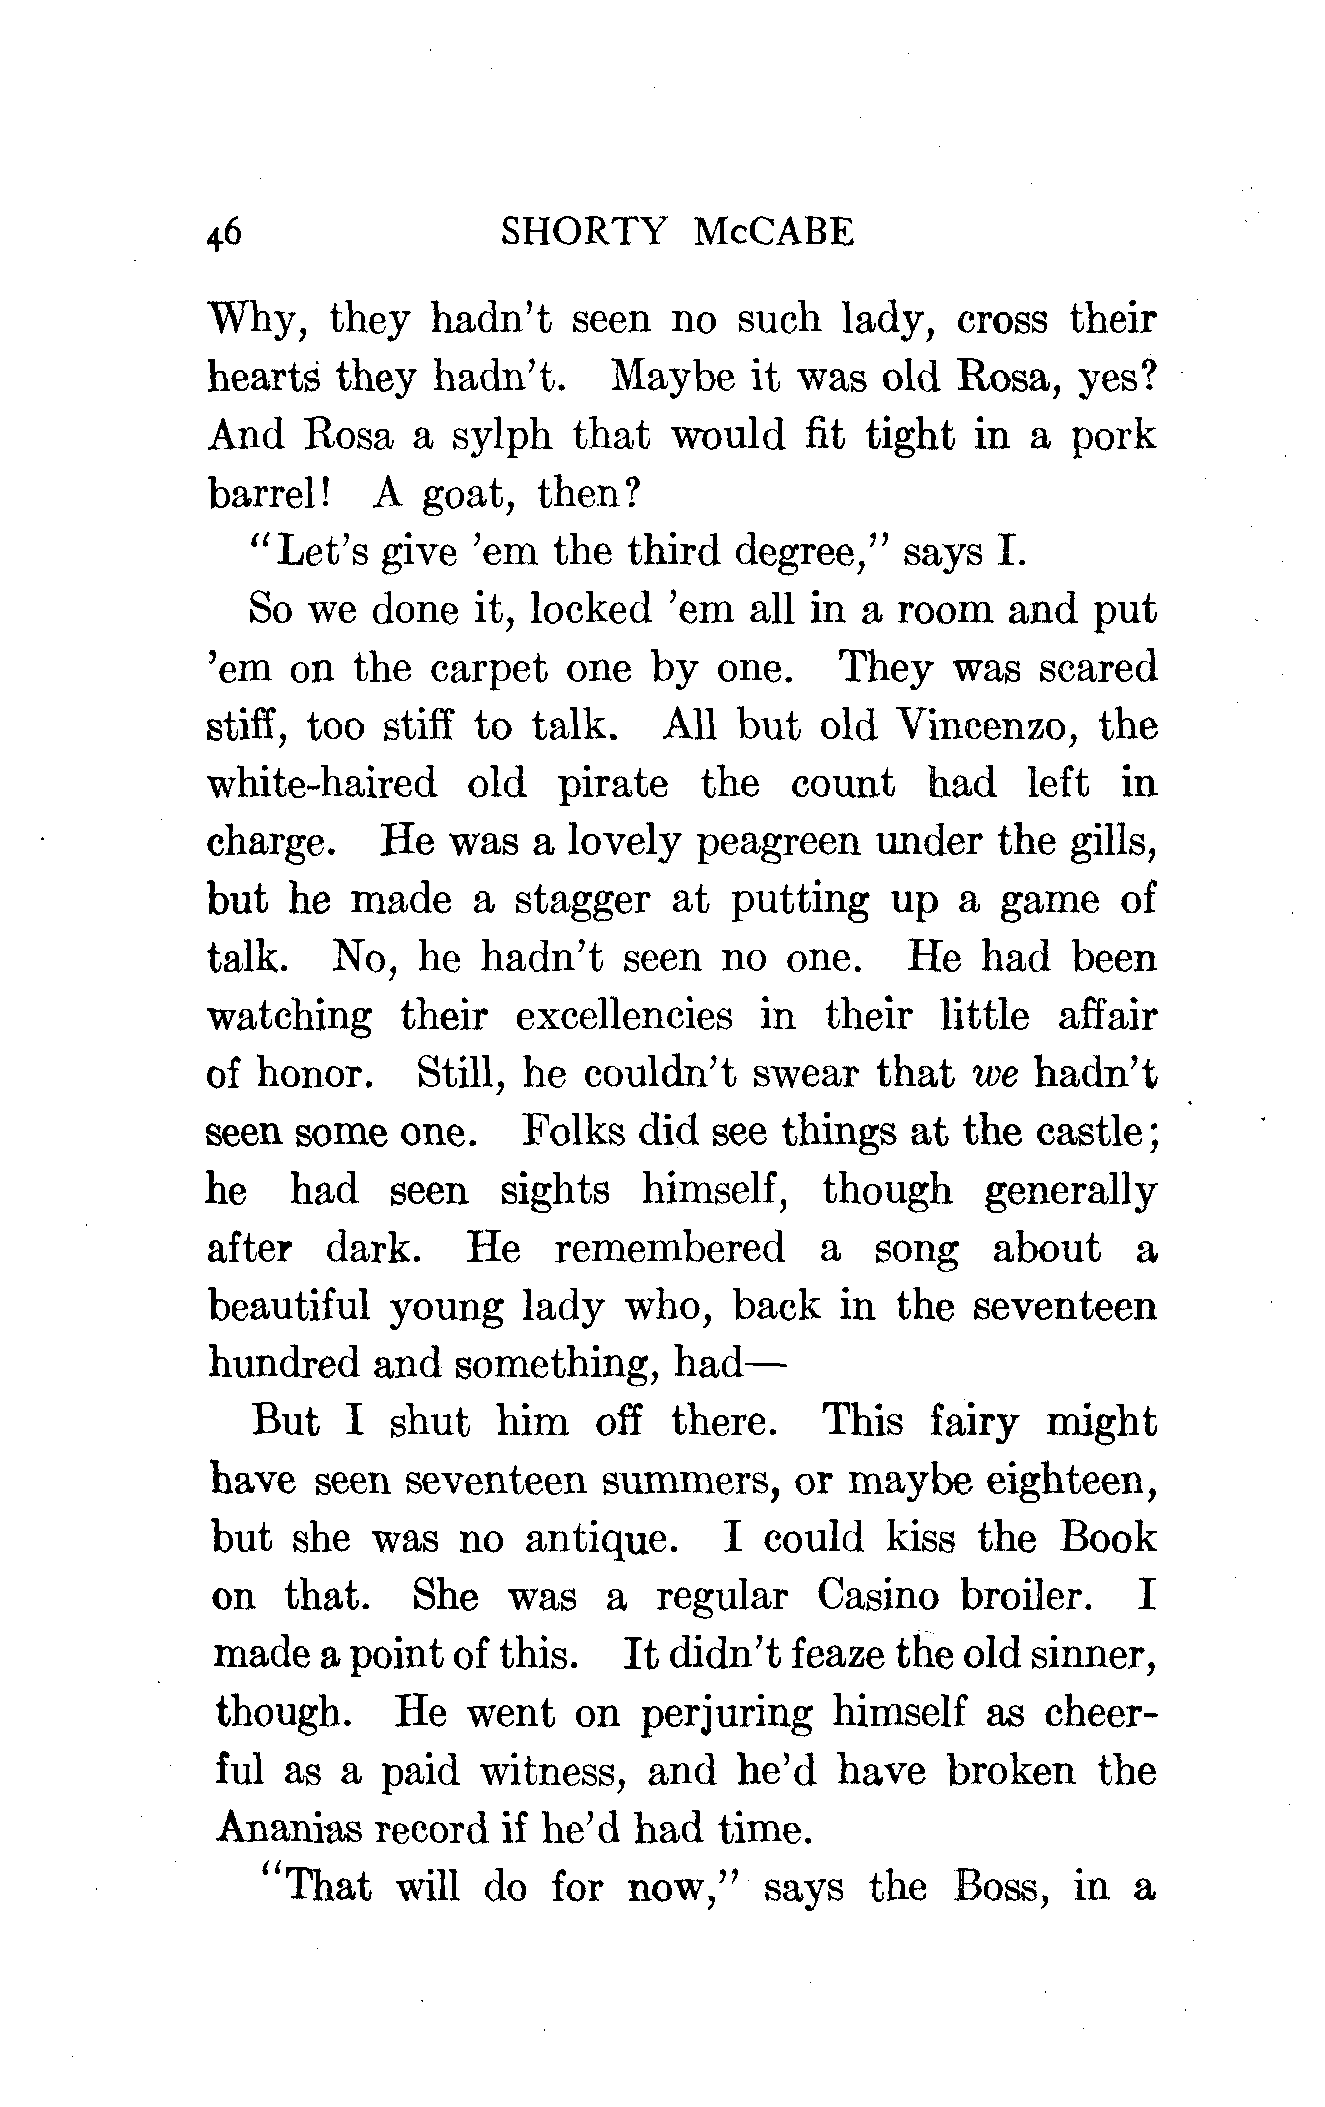 46 SHORTY McCABE
Why, they hadn't seen no such lady, cross their
hearts they hadn't. Maybe it was old Rosa, yes?
And Rosa a sylph that would fit tight in a pork
barrel! A goat, then?
"Let's give 'em the third degree," says I.
So we done it, locked 'em all in a room and put
'em on the carpet one by one. They was scared
stiff, too stiff to talk. All but old Vincenzo, the
white-haired old pirate the count had left in
charge. He was a lovely peagreen under the gills,
but he made a stagger at putting up a game of
talk. No, he hadn't seen no one. He had been
watching their excellencies in their little affair
of honor. Still, he couldn't swear that we hadn't
seen some one. Folks did see things at the castle;
he had seen sights himself, though generally
after dark. He remembered a song about a
beautiful young lady who, back in the seventeen
hundred and something, had—
But I shut him off there. This fairy might
have seen seventeen summers, or maybe eighteen,
but she was no antique. I could kiss the Book
on that. She was a regular Casino broiler. I
made a point of this. It didn't feaze the old sinner,
though. He went on perjuring himself as cheer-
ful as a paid witness, and he'd have broken the
Ananias record if he'd had time.
"That will do for now," says the Boss, in a